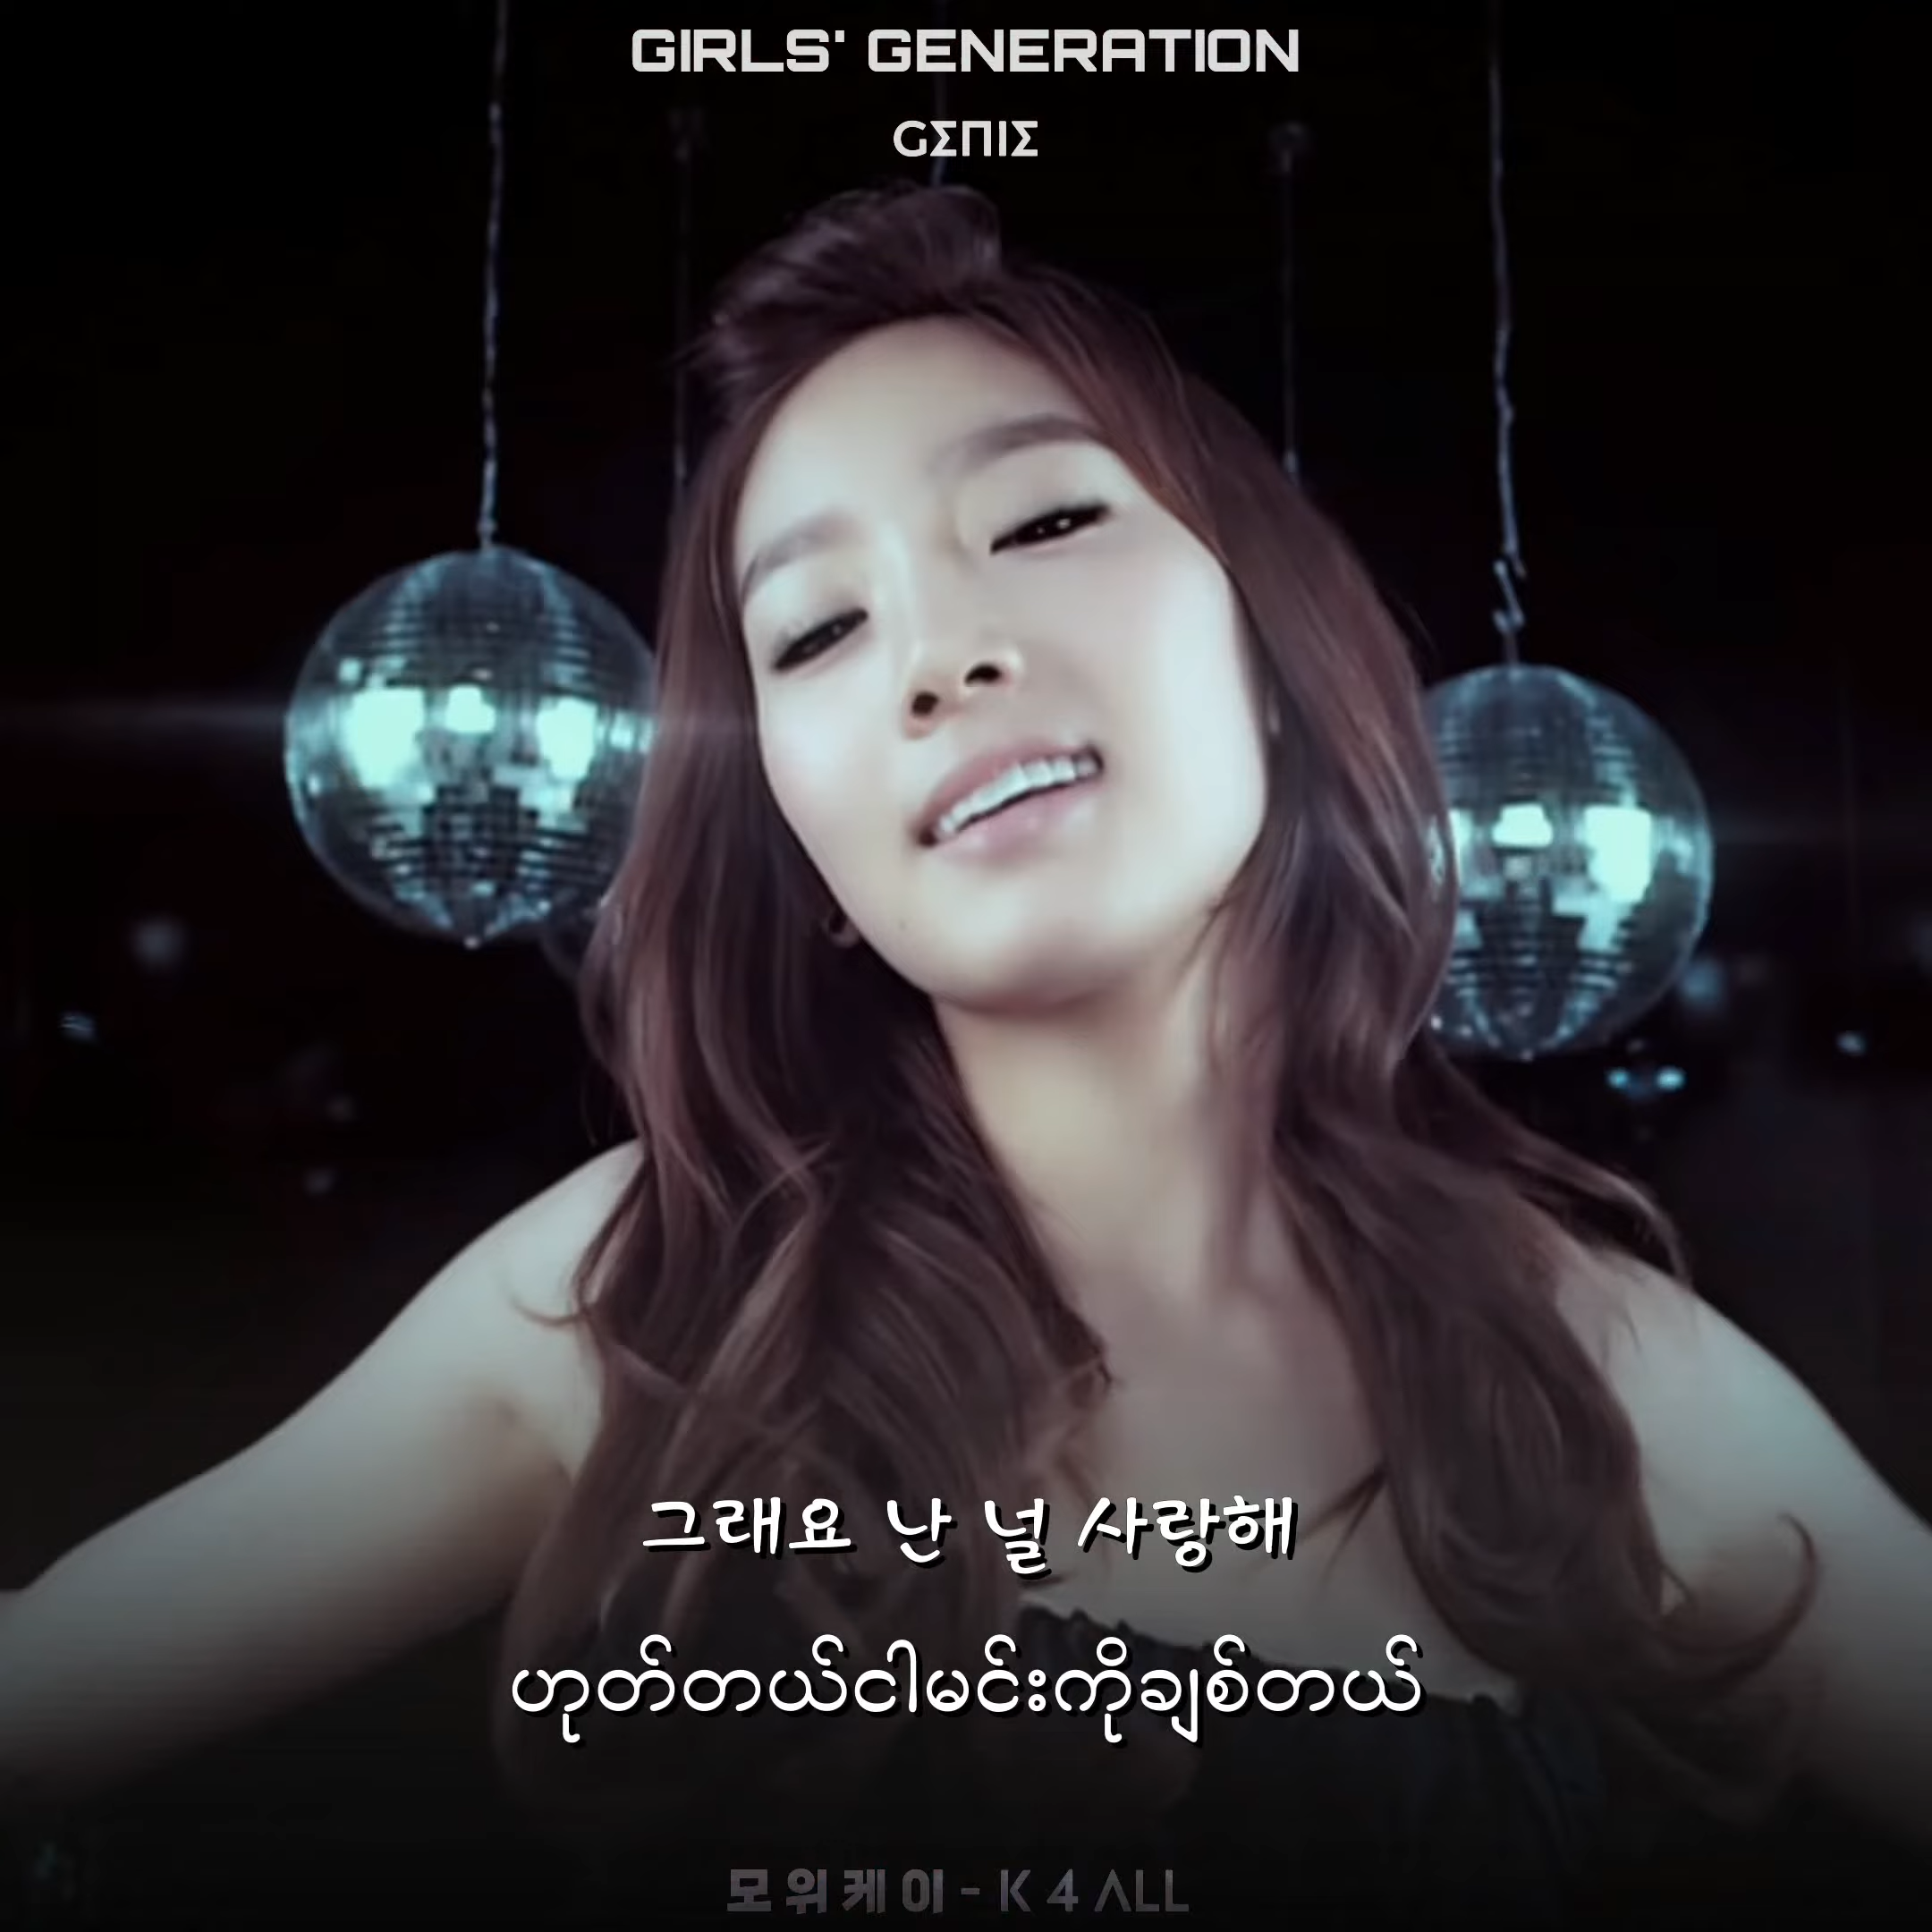 GIRLS' GENERATION
GΣПIΣ
그래요 난 널 사랑해
ဟုတ်တယ်ငါမင်းကိုချစ်တယ်
모위케이 - K 4 ΛLL